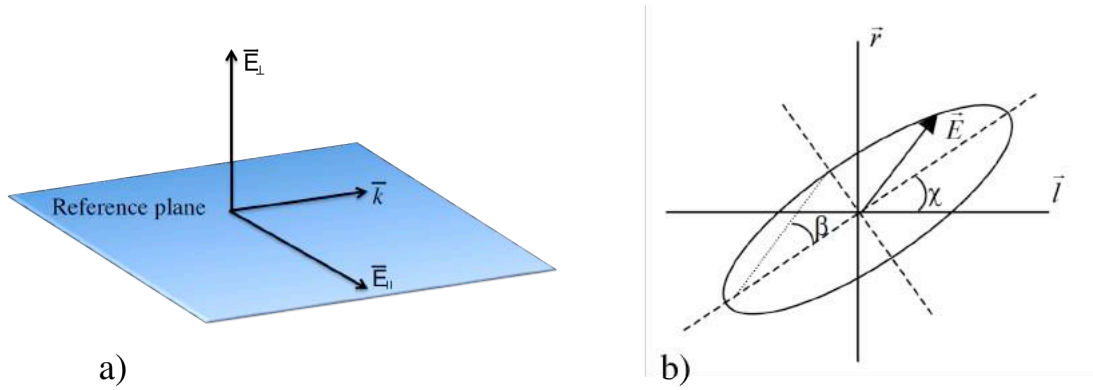 E̅⊥
Reference plane
k̅
E̅∥
a)
r⃗
E⃗
l⃗
χ
β
b)